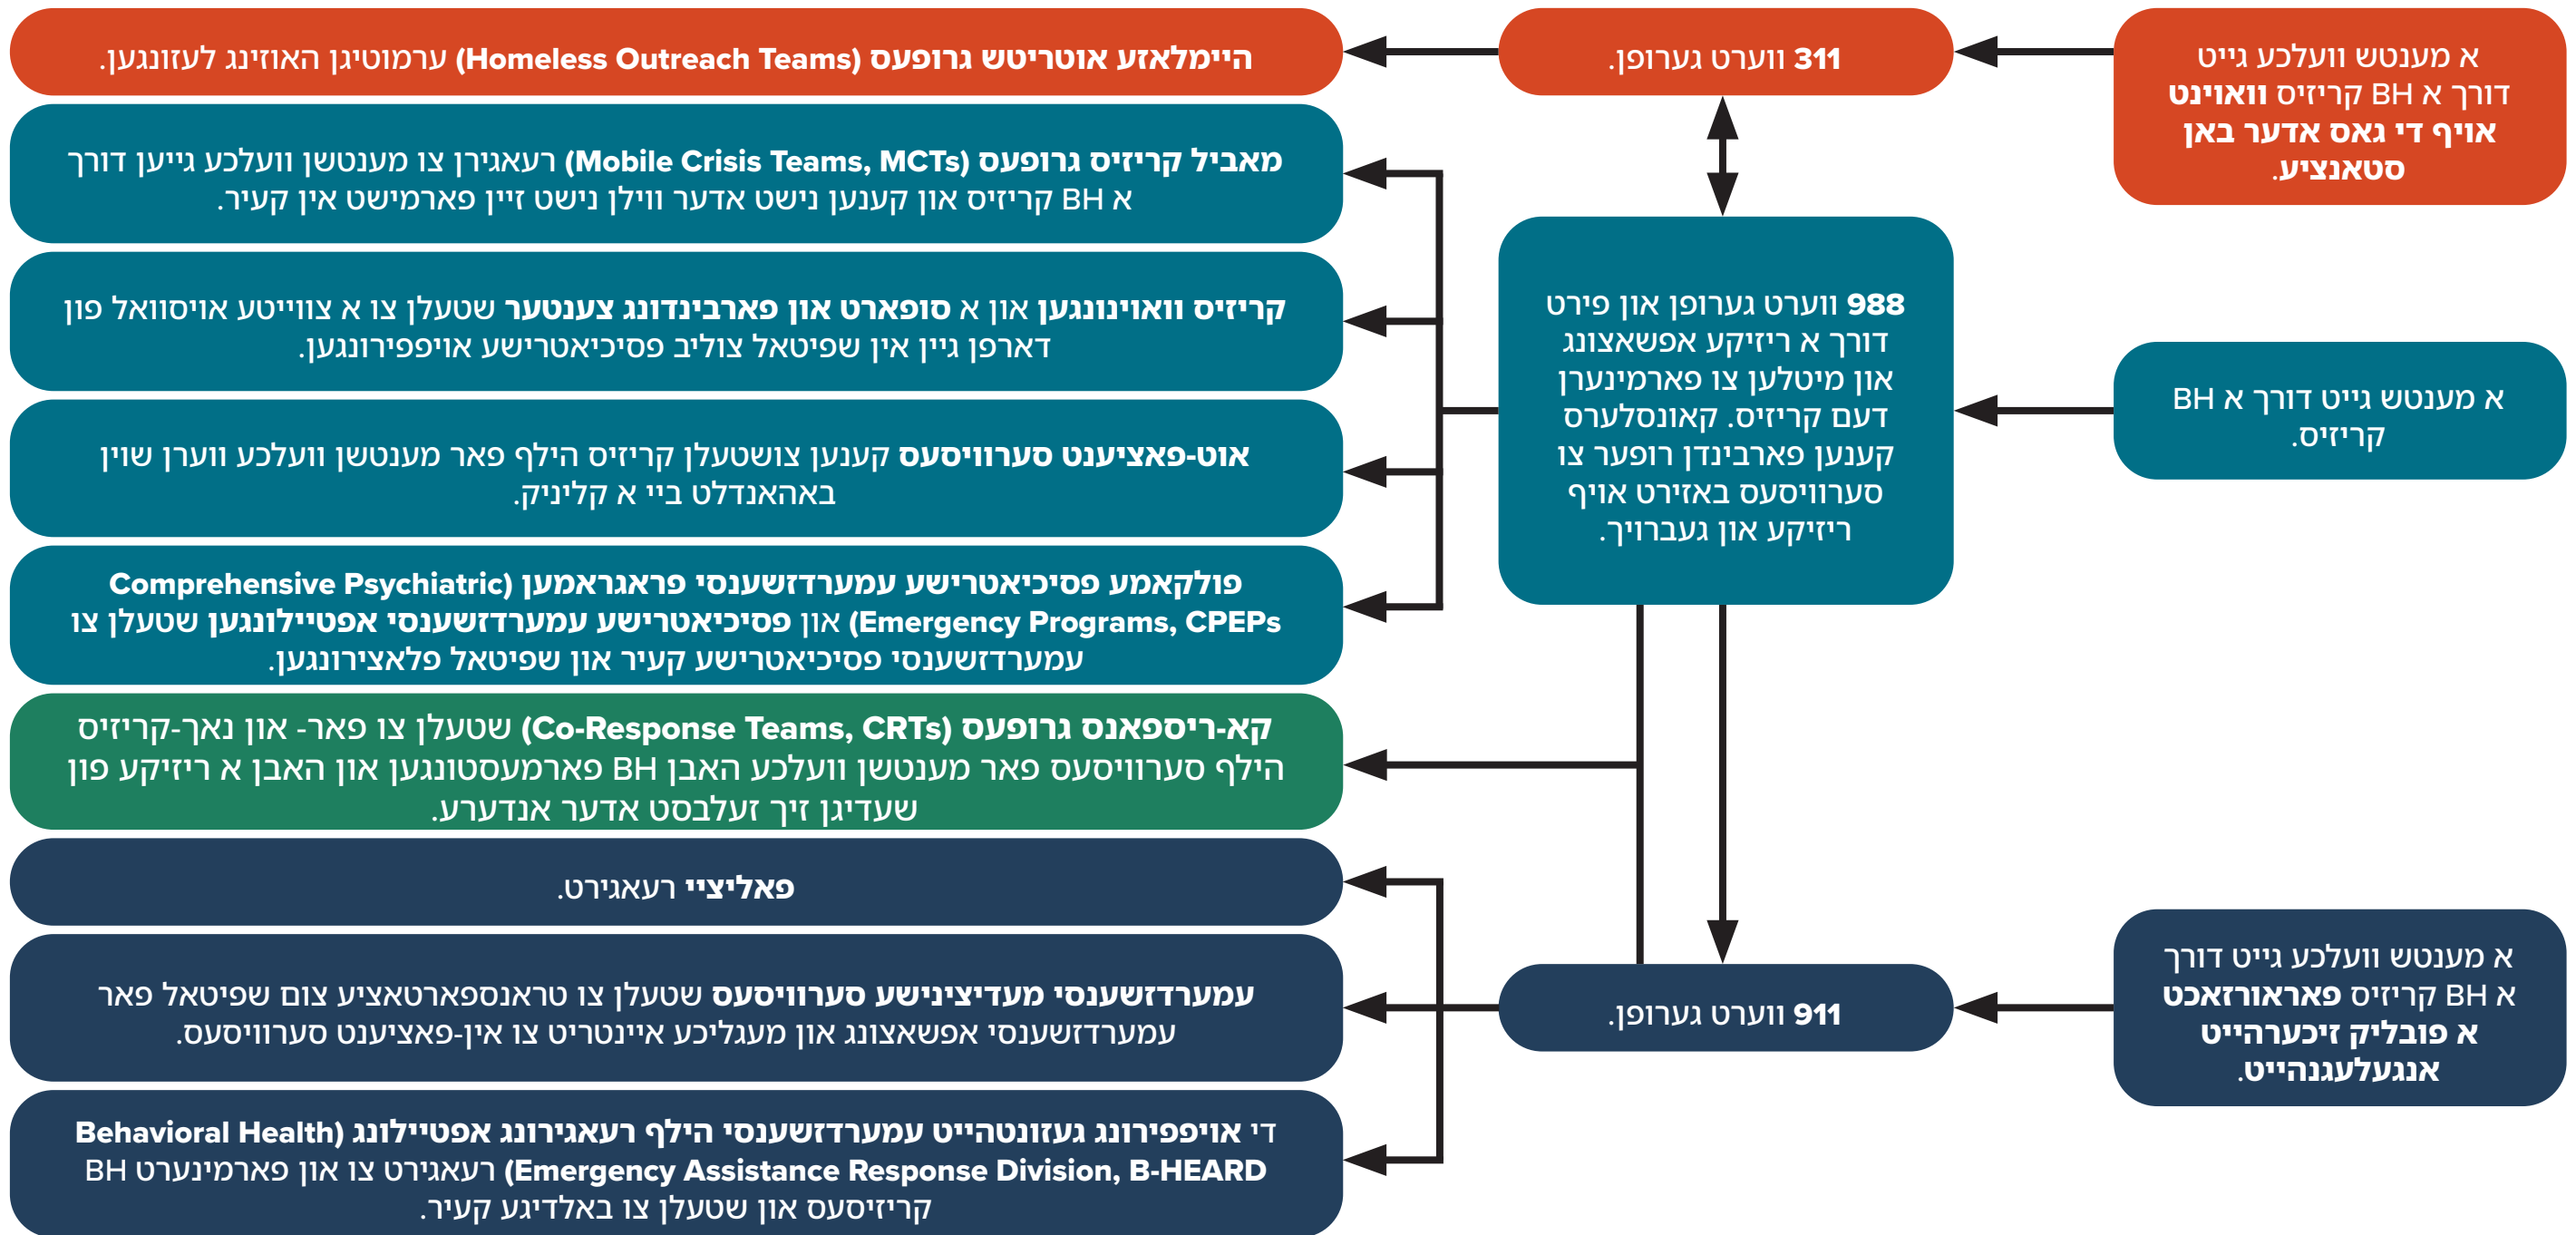 א מענטש וועלכע גייט
דורך א BH קריזיס וואוינט
אויף די גאס אדער באן
סטאנציע.
311 ווערט גערופן.
היימלאזע אוטריטש גרופעס (Homeless Outreach Teams) ערמוטיגן האוזינג לעזונגען.
א מענטש גייט דורך א BH
קריזיס.
988 ווערט גערופן און פירט
דורך א ריזיקע אפשאצונג
און מיטלען צו פארמינערן
דעם קריזיס. קאונסלערס
קענען פארבינדן רופער צו
סערוויסעס באזירט אויף
ריזיקע און געברויך.
מאביל קריזיס גרופעס (Mobile Crisis Teams, MCTs) רעאגירן צו מענטשן וועלכע גייען דורך
א BH קריזיס און קענען נישט אדער ווילן נישט זיין פארמישט אין קעיר.
קריזיס וואוינונגען און א סופארט און פארבינדונג צענטער שטעלן צו א צווייטע אויסוואל פון
דארפן גיין אין שפיטאל צוליב פסיכיאטרישע אויפפירונגען.
אוט-פאציענט סערוויסעס קענען צושטעלן קריזיס הילף פאר מענטשן וועלכע ווערן שוין
באהאנדלט ביי א קליניק.
פולקאמע פסיכיאטרישע עמערדזשענסי פראגראמען (Comprehensive Psychiatric
Emergency Programs, CPEPs) און פסיכיאטרישע עמערדזשענסי אפטיילונגען שטעלן צו
עמערדזשענסי פסיכיאטרישע קעיר און שפיטאל פלאצירונגען.
קא-ריספאנס גרופעס (Co-Response Teams, CRTs) שטעלן צו פאר- און נאך-קריזיס
הילף סערוויסעס פאר מענטשן וועלכע האבן BH פארמעסטונגען און האבן א ריזיקע פון
שעדיגן זיך זעלבסט אדער אנדערע.
א מענטש וועלכע גייט דורך
א BH קריזיס פאראורזאכט
א פובליק זיכערהייט
אנגעלעגנהייט.
911 ווערט גערופן.
פאליציי רעאגירט.
עמערדזשענסי מעדיצינישע סערוויסעס שטעלן צו טראנספארטאציע צום שפיטאל פאר
עמערדזשענסי אפשאצונג און מעגליכע איינטריט צו אין-פאציענט סערוויסעס.
די אויפפירונג געזונטהייט עמערדזשענסי הילף רעאגירונג אפטיילונג (Behavioral Health
Emergency Assistance Response Division, B-HEARD) רעאגירט צו און פארמינערט BH
קריזיסעס און שטעלן צו באלדיגע קעיר.